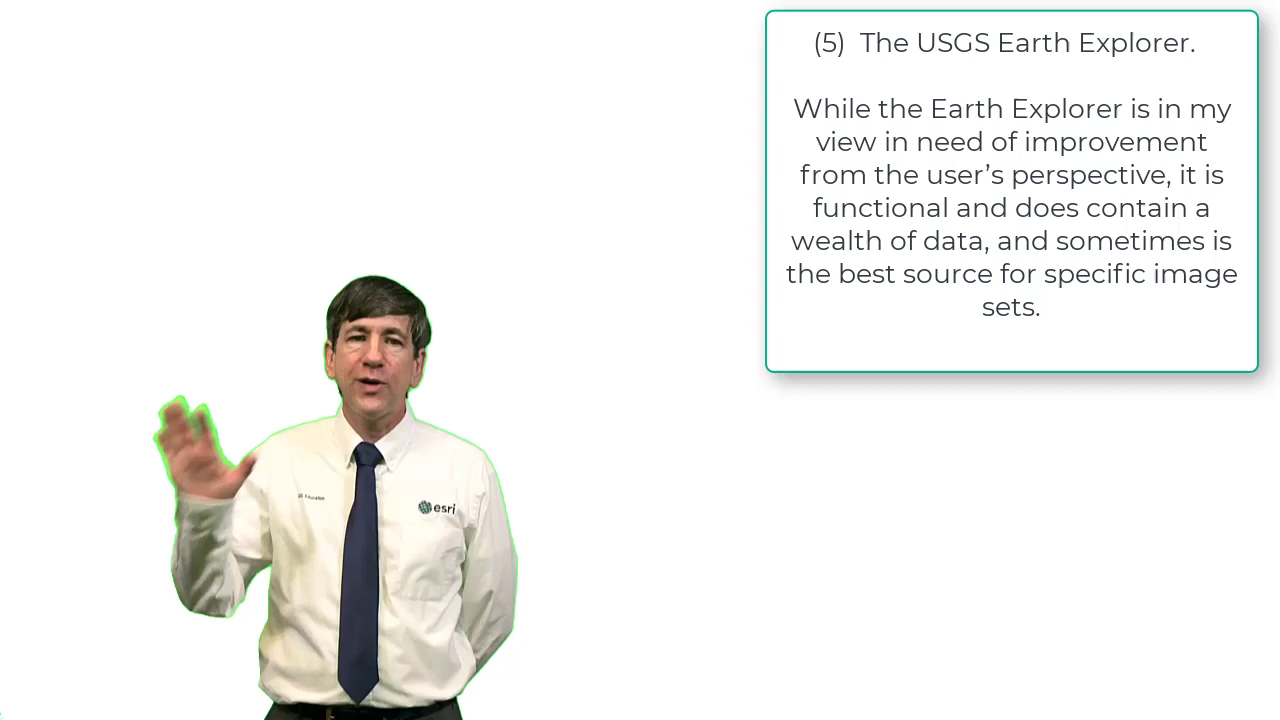 (5) The USGS Earth Explorer.
While the Earth Explorer is in my
view in need of improvement
from the user’s perspective, it is
functional and does contain a
wealth of data, and sometimes is
the best source for specific image
sets.
Education
esri